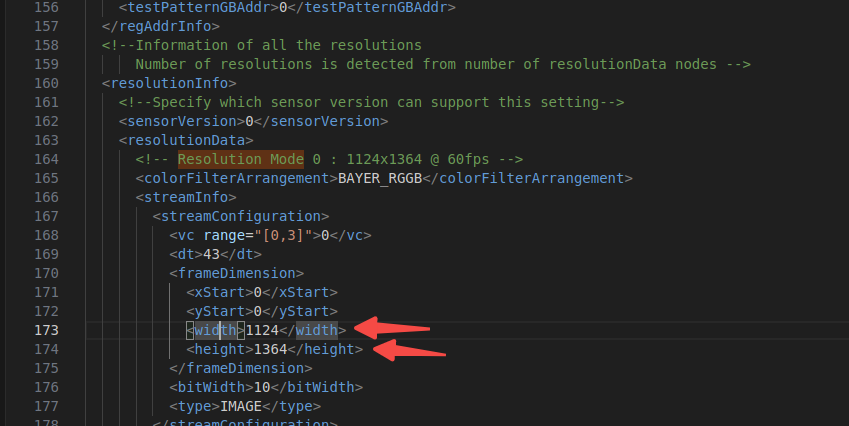 156 <testPatternGBAddr>0</testPatternGBAddr>
157 </regAddrInfo>
158 <!--Information of all the resolutions
159 Number of resolutions is detected from number of resolutionData nodes -->
160 <resolutionInfo>
161 <!--Specify which sensor version can support this setting-->
162 <sensorVersion>0</sensorVersion>
163 <resolutionData>
164 <!-- Resolution Mode 0 : 1124x1364 @ 60fps -->
165 <colorFilterArrangement>BAYER_RGGB</colorFilterArrangement>
166 <streamInfo>
167 <streamConfiguration>
168 <vc range="[0,3]">0</vc>
169 <dt>43</dt>
170 <frameDimension>
171 <xStart>0</xStart>
172 <yStart>0</yStart>
173 <width>1124</width>
174 <height>1364</height>
175 </frameDimension>
176 <bitWidth>10</bitWidth>
177 <type>IMAGE</type>
178 </streamConfiguration>